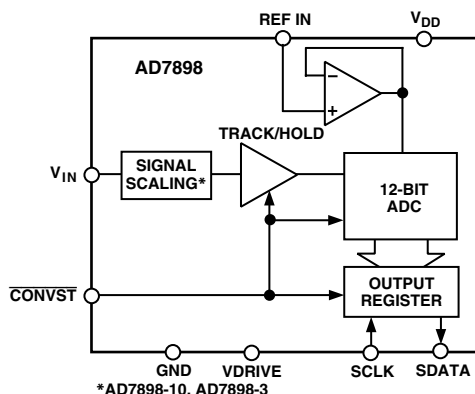 REF IN
VDD
AD7898
−
+
TRACK/HOLD
VIN
SIGNAL
SCALING*
12-BIT
ADC
CONVST
OUTPUT
REGISTER
GND
VDRIVE
SCLK
SDATA
*AD7898-10, AD7898-3